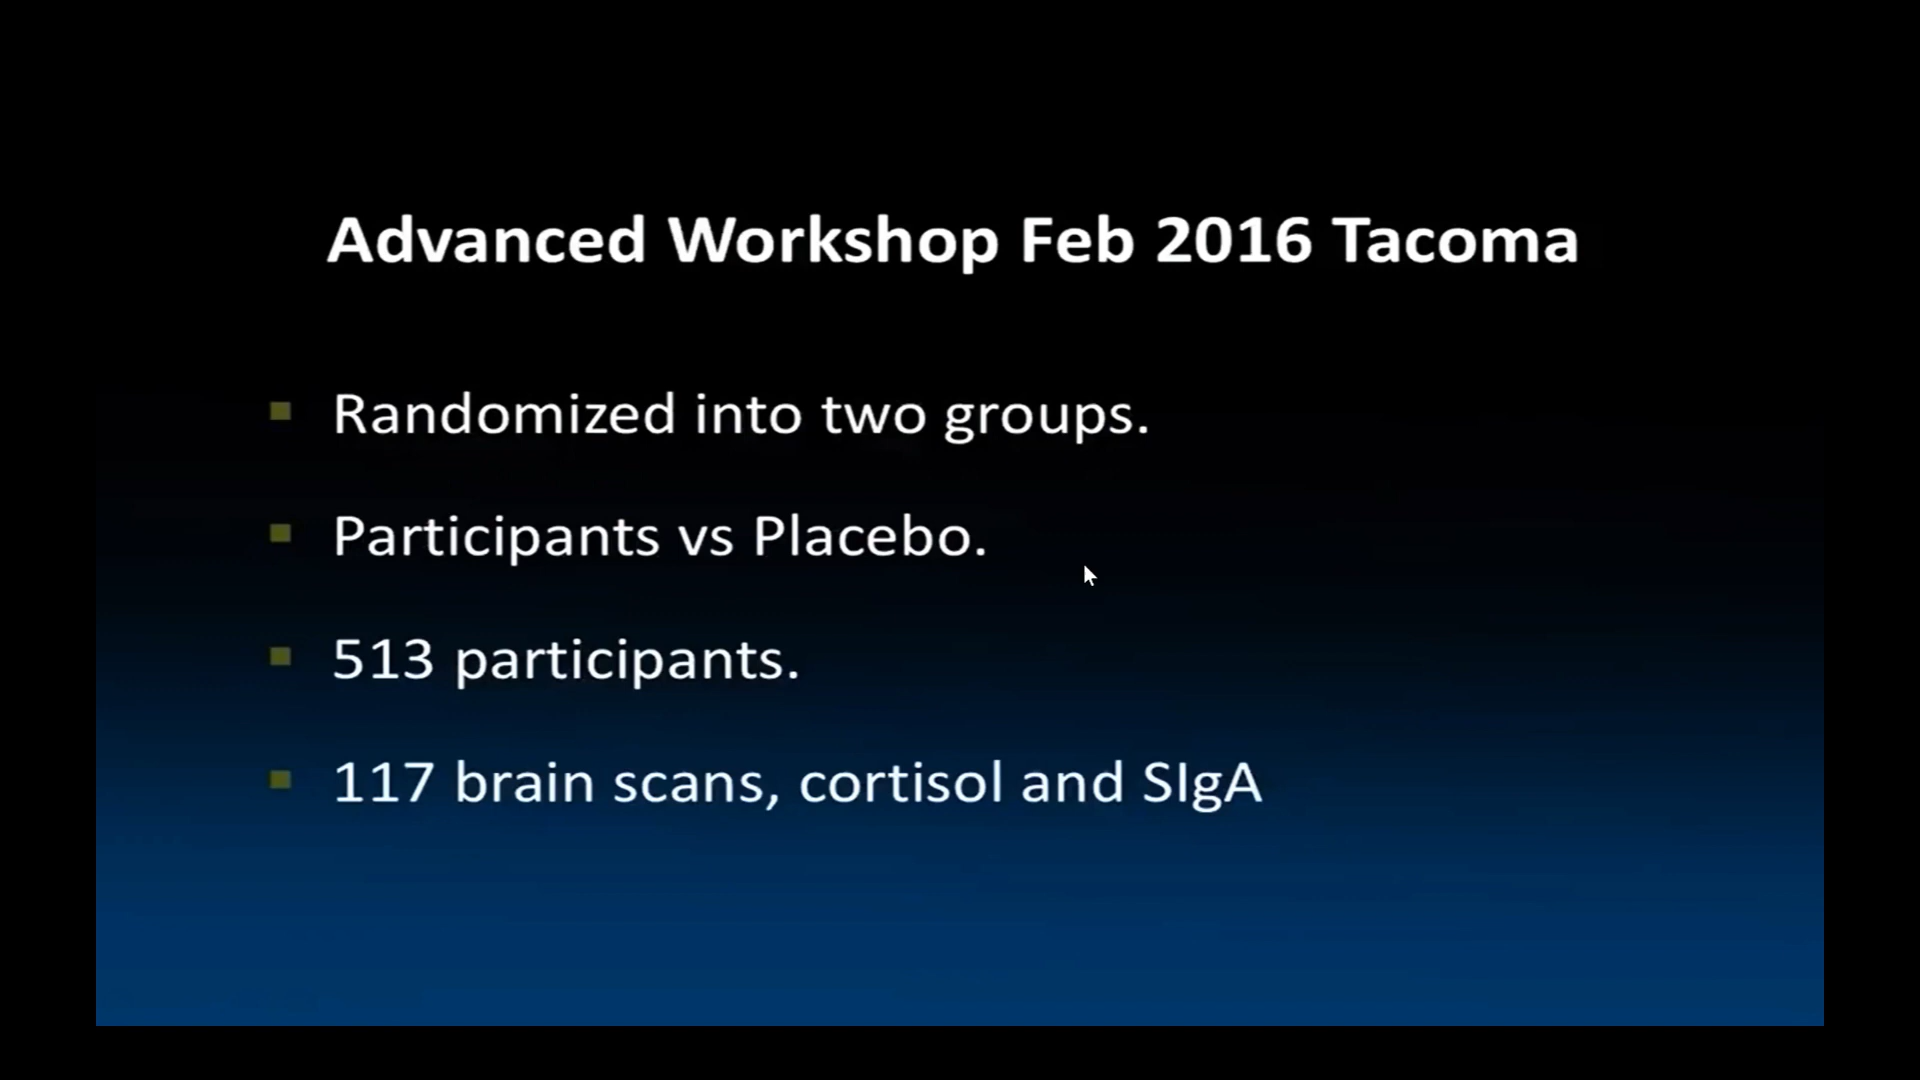 Advanced Workshop Feb 2016 Tacoma
Randomized into two groups.
Participants vs Placebo.
513 participants.
117 brain scans, cortisol and SIgA